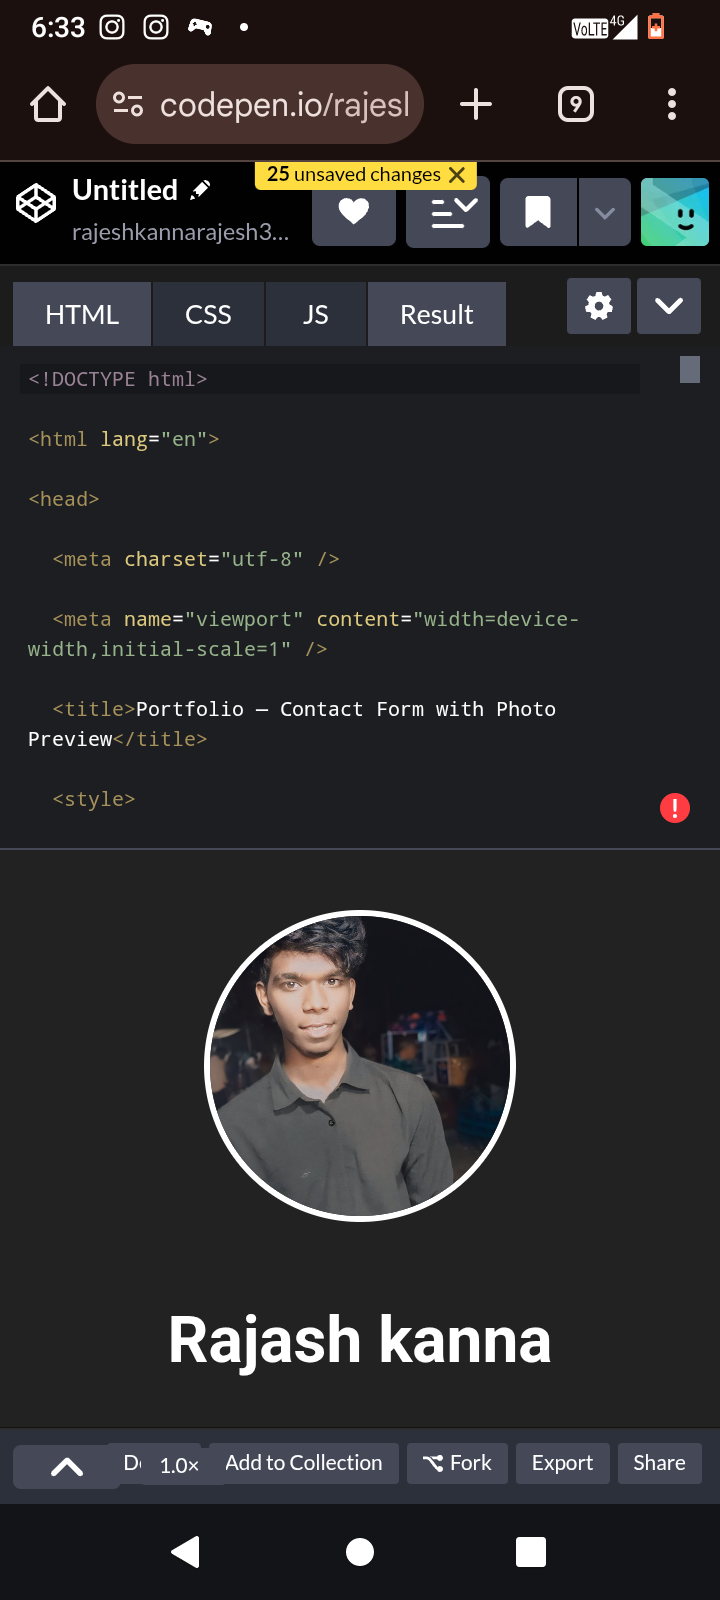 6:33
VoLTE 4G
codepen.io/rajesl
9
25 unsaved changes
Untitled
rajeshkannarajesh3...
HTML CSS JS Result
<!DOCTYPE html>
<html lang="en">
<head>
<meta charset="utf-8" />
<meta name="viewport" content="width=device-
width,initial-scale=1" />
<title>Portfolio — Contact Form with Photo
Preview</title>
<style>
Rajash kanna
1.0× Add to Collection Fork Export Share